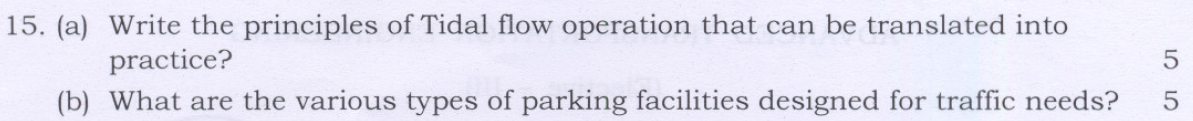 15. (a) Write the principles of Tidal flow operation that can be translated into
practice? 5
(b) What are the various types of parking facilities designed for traffic needs? 5